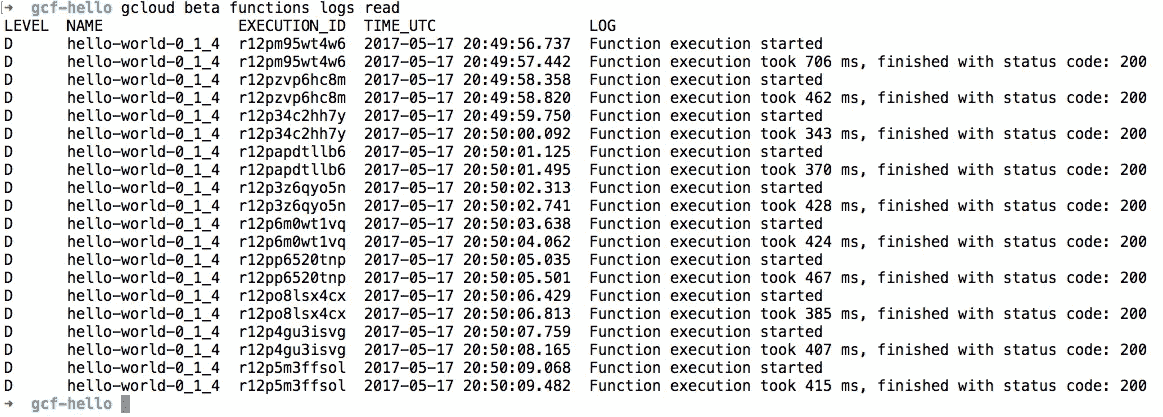 ➜  gcf-hello gcloud beta functions logs read
LEVEL  NAME               EXECUTION_ID  TIME_UTC                 LOG
D      hello-world-0_1_4  r12pm95wt4w6  2017-05-17 20:49:56.737  Function execution started
D      hello-world-0_1_4  r12pm95wt4w6  2017-05-17 20:49:57.442  Function execution took 706 ms, finished with status code: 200
D      hello-world-0_1_4  r12pzvp6hc8m  2017-05-17 20:49:58.358  Function execution started
D      hello-world-0_1_4  r12pzvp6hc8m  2017-05-17 20:49:58.820  Function execution took 462 ms, finished with status code: 200
D      hello-world-0_1_4  r12p34c2hh7y  2017-05-17 20:49:59.750  Function execution started
D      hello-world-0_1_4  r12p34c2hh7y  2017-05-17 20:50:00.092  Function execution took 343 ms, finished with status code: 200
D      hello-world-0_1_4  r12papdtllb6  2017-05-17 20:50:01.125  Function execution started
D      hello-world-0_1_4  r12papdtllb6  2017-05-17 20:50:01.495  Function execution took 370 ms, finished with status code: 200
D      hello-world-0_1_4  r12p3z6qyo5n  2017-05-17 20:50:02.313  Function execution started
D      hello-world-0_1_4  r12p3z6qyo5n  2017-05-17 20:50:02.741  Function execution took 428 ms, finished with status code: 200
D      hello-world-0_1_4  r12p6m0wt1vq  2017-05-17 20:50:03.638  Function execution started
D      hello-world-0_1_4  r12p6m0wt1vq  2017-05-17 20:50:04.062  Function execution took 424 ms, finished with status code: 200
D      hello-world-0_1_4  r12pp6520tnp  2017-05-17 20:50:05.035  Function execution started
D      hello-world-0_1_4  r12pp6520tnp  2017-05-17 20:50:05.501  Function execution took 467 ms, finished with status code: 200
D      hello-world-0_1_4  r12po8lsx4cx  2017-05-17 20:50:06.429  Function execution started
D      hello-world-0_1_4  r12po8lsx4cx  2017-05-17 20:50:06.813  Function execution took 385 ms, finished with status code: 200
D      hello-world-0_1_4  r12p4gu3isvg  2017-05-17 20:50:07.759  Function execution started
D      hello-world-0_1_4  r12p4gu3isvg  2017-05-17 20:50:08.165  Function execution took 407 ms, finished with status code: 200
D      hello-world-0_1_4  r12p5m3ffsol  2017-05-17 20:50:09.068  Function execution started
D      hello-world-0_1_4  r12p5m3ffsol  2017-05-17 20:50:09.482  Function execution took 415 ms, finished with status code: 200
➜  gcf-hello